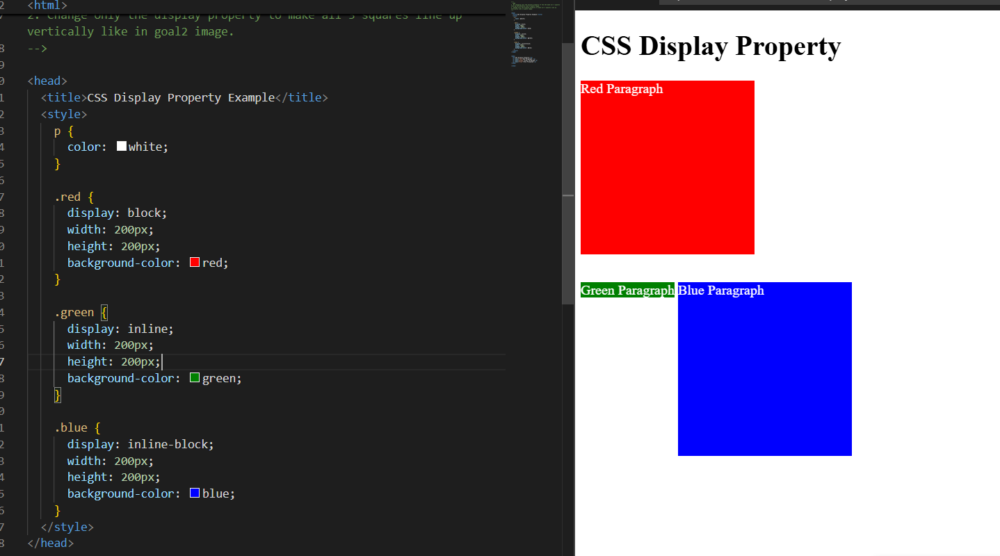 <html>
2. Change only the display property to make all 3 squares line up
vertically like in goal2 image.
-->
<head>
<title>CSS Display Property Example</title>
<style>
p {
color: white;
}
.red {
display: block;
width: 200px;
height: 200px;
background-color: red;
}
.green {
display: inline;
width: 200px;
height: 200px;
background-color: green;
}
.blue {
display: inline-block;
width: 200px;
height: 200px;
background-color: blue;
}
</style>
</head>
CSS Display Property
Red Paragraph
Green Paragraph
Blue Paragraph